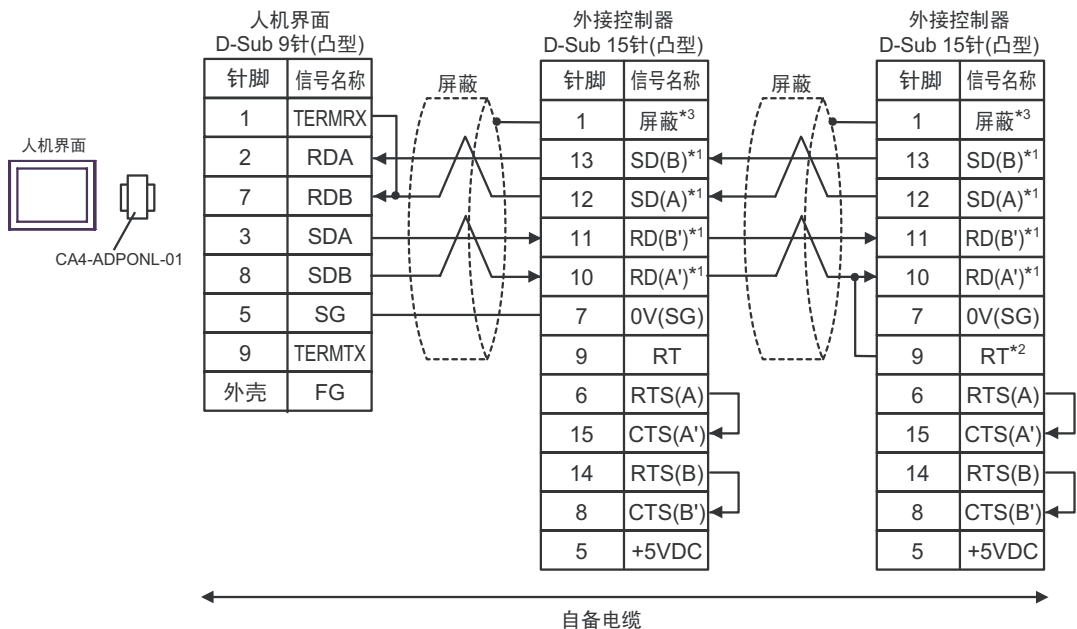 人机界面
D-Sub 9针(凸型)
外接控制器
D-Sub 15针(凸型)
外接控制器
D-Sub 15针(凸型)
人机界面
CA4-ADPONL-01
针脚 信号名称
1 TERMRX
2 RDA
7 RDB
3 SDA
8 SDB
5 SG
9 TERMTX
外壳 FG
屏蔽
针脚 信号名称
1 屏蔽*3
13 SD(B)*1
12 SD(A)*1
11 RD(B')*1
10 RD(A')*1
7 0V(SG)
9 RT
6 RTS(A)
15 CTS(A')
14 RTS(B)
8 CTS(B')
5 +5VDC
屏蔽
针脚 信号名称
1 屏蔽*3
13 SD(B)*1
12 SD(A)*1
11 RD(B')*1
10 RD(A')*1
7 0V(SG)
9 RT*2
6 RTS(A)
15 CTS(A')
14 RTS(B)
8 CTS(B')
5 +5VDC
自备电缆